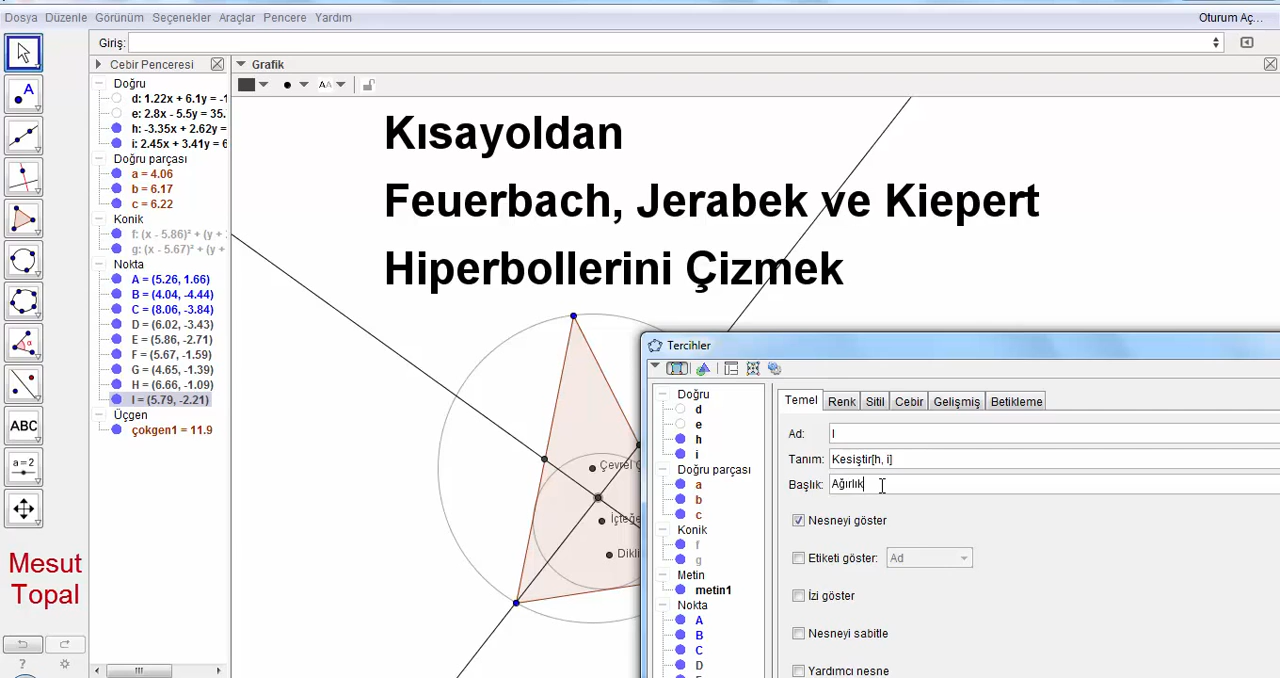 Dosya Düzenle Görünüm Seçenekler Araçlar Pencere Yardım Oturum Aç...
Giriş:
Cebir Penceresi
Grafik
Doğru
d: 1.22x + 6.1y = -1
e: 2.8x - 5.5y = 35.
h: -3.35x + 2.62y =
i: 2.45x + 3.41y = 6
Doğru parçası
a = 4.06
b = 6.17
c = 6.22
Konik
f: (x - 5.86)² + (y +
g: (x - 5.67)² + (y +
Nokta
A = (5.26, 1.66)
B = (4.04, -4.44)
C = (8.06, -3.84)
D = (6.02, -3.43)
E = (5.86, -2.71)
F = (5.67, -1.59)
G = (4.65, -1.39)
H = (6.66, -1.09)
I = (5.79, -2.21)
Üçgen
çokgen1 = 11.9
A
ABC
a=2
Mesut
Topal
?
AA
Kısayoldan
Feuerbach, Jerabek ve Kiepert
Hiperbollerini Çizmek
Çevrel
İçteğe
Dikli
Tercihler
Doğru
d
e
h
i
Doğru parçası
a
b
c
Konik
f
g
Metin
metin1
Nokta
A
B
C
D
Temel Renk Stil Cebir Gelişmiş Betikleme
Ad: I
Tanım: Kesiştir[h, i]
Başlık: Ağırlık
Nesneyi göster
Etiketi göster: Ad
İzi göster
Nesneyi sabitle
Yardımcı nesne